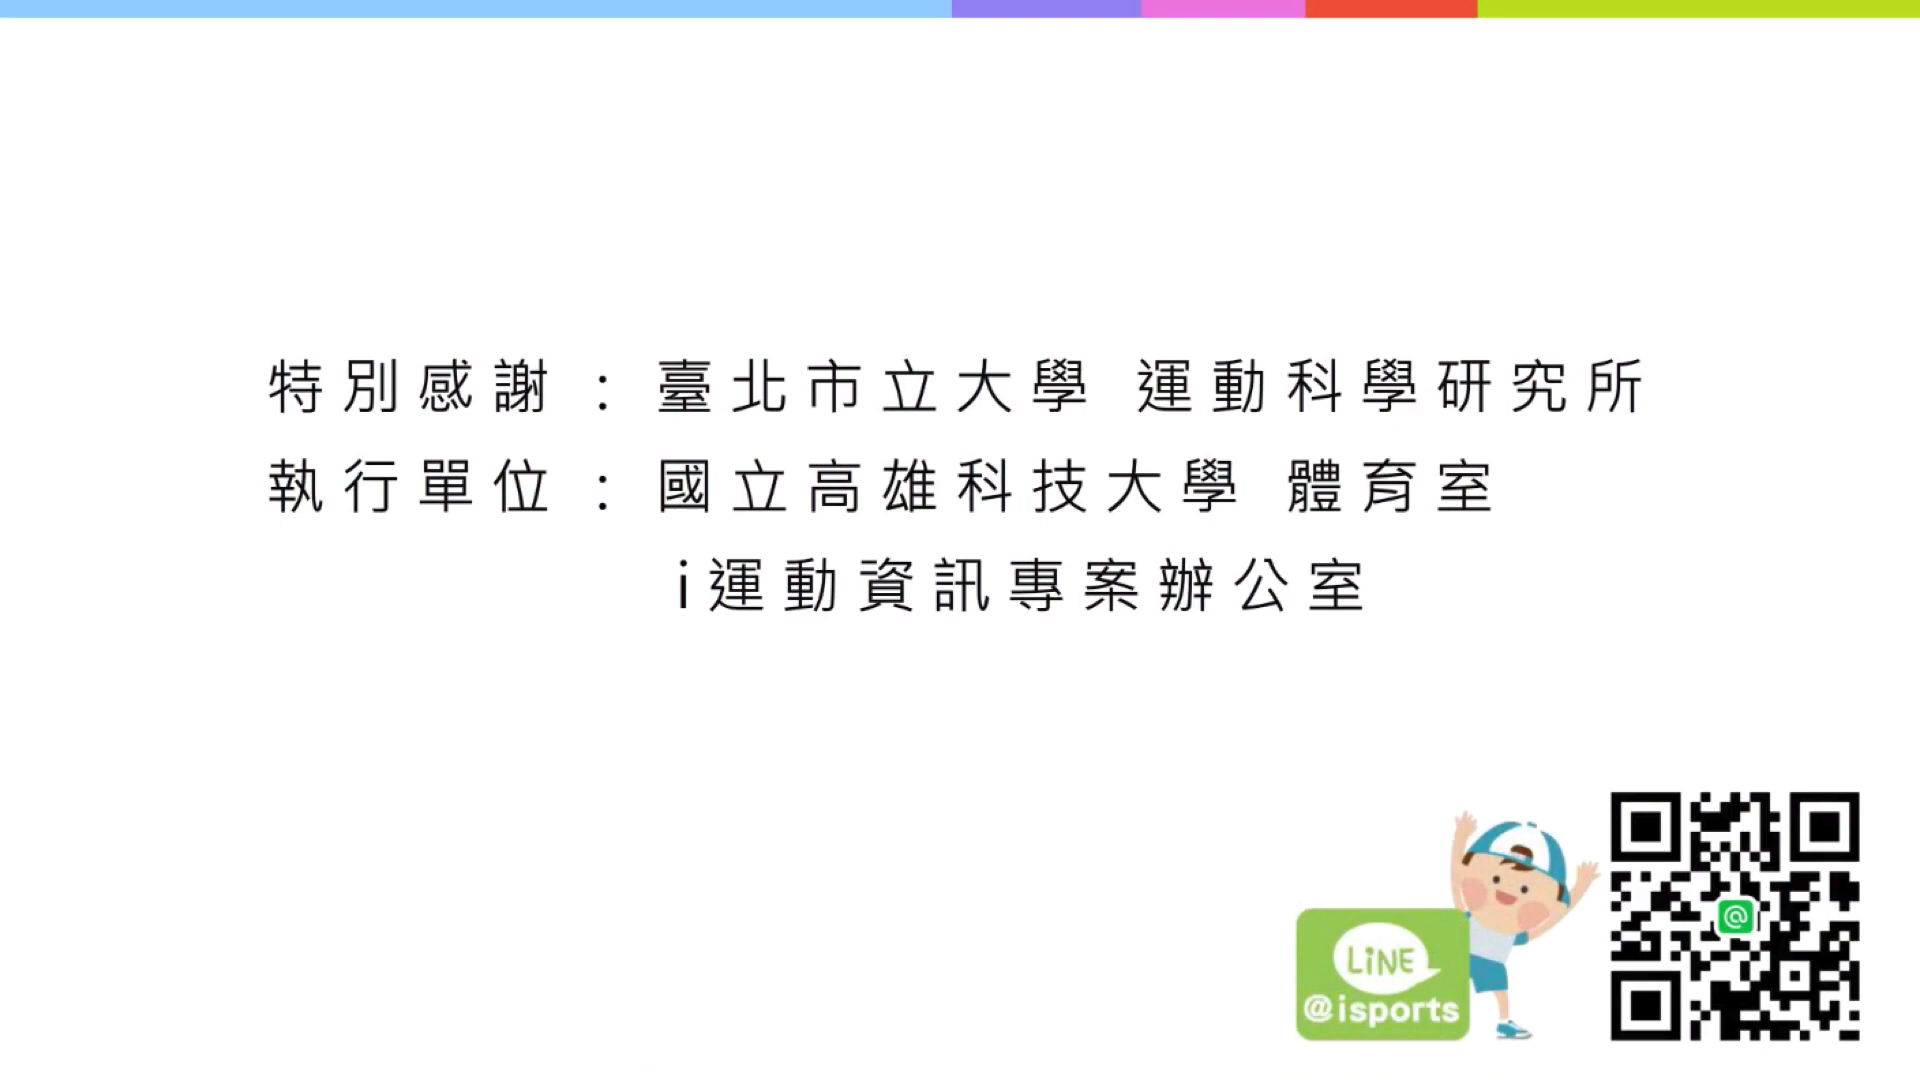 特別感謝：臺北市立大學 運動科學研究所
執行單位：國立高雄科技大學 體育室
i運動資訊專案辦公室
LiNE
@isports
@